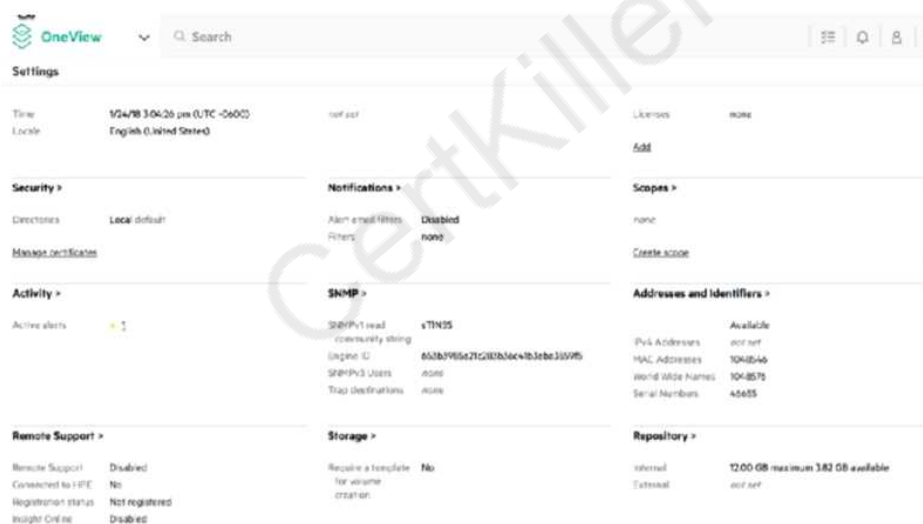 OneView
Search
Settings
Time 1/24/18 3:04:26 pm (UTC -0600)
Locale English (United States)
not set
Licenses none
Add
Security >
Directories Local default
Manage certificates
Notifications >
Alert email filters Disabled
Filters none
Scopes >
none
Create scope
Activity >
Active alerts 1
SNMP >
SNMPv1 read community string
Engine ID
SNMPv3 Users none
Trap destinations none
Addresses and Identifiers >
Available
IPv4 Addresses not set
MAC Addresses 1048546
World Wide Names 1048576
Serial Numbers 46655
Remote Support >
Remote Support Disabled
Connected to HPE No
Registration status Not registered
Insight Online Disabled
Storage >
Require a template No
for volume
creation
Repository >
Internal 12.00 GB maximum 3.82 GB available
External not set
CertKiller